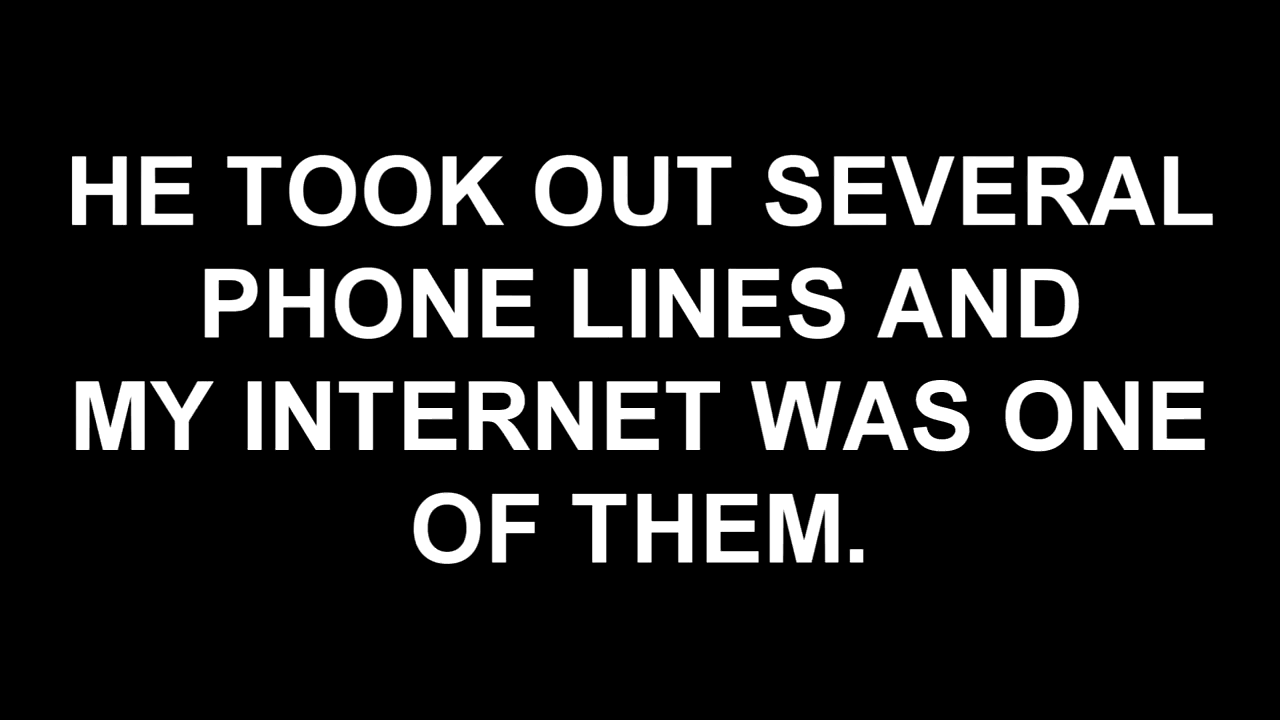 HE TOOK OUT SEVERAL
PHONE LINES AND
MY INTERNET WAS ONE
OF THEM.